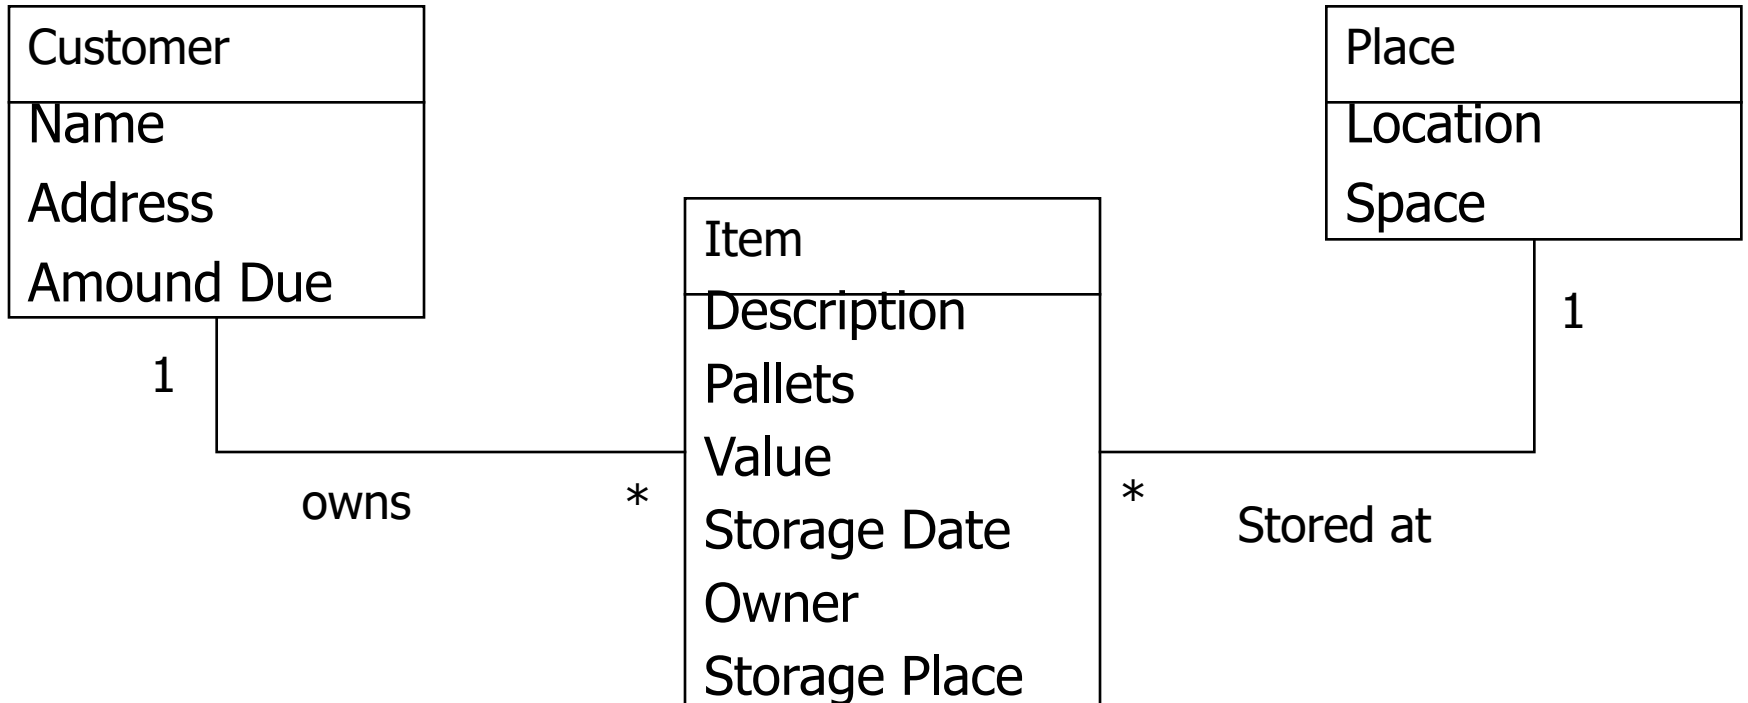 Customer
Name
Address
Amound Due
1
owns
*
Item
Description
Pallets
Value
Storage Date
Owner
Storage Place
Place
Location
Space
1
*
Stored at